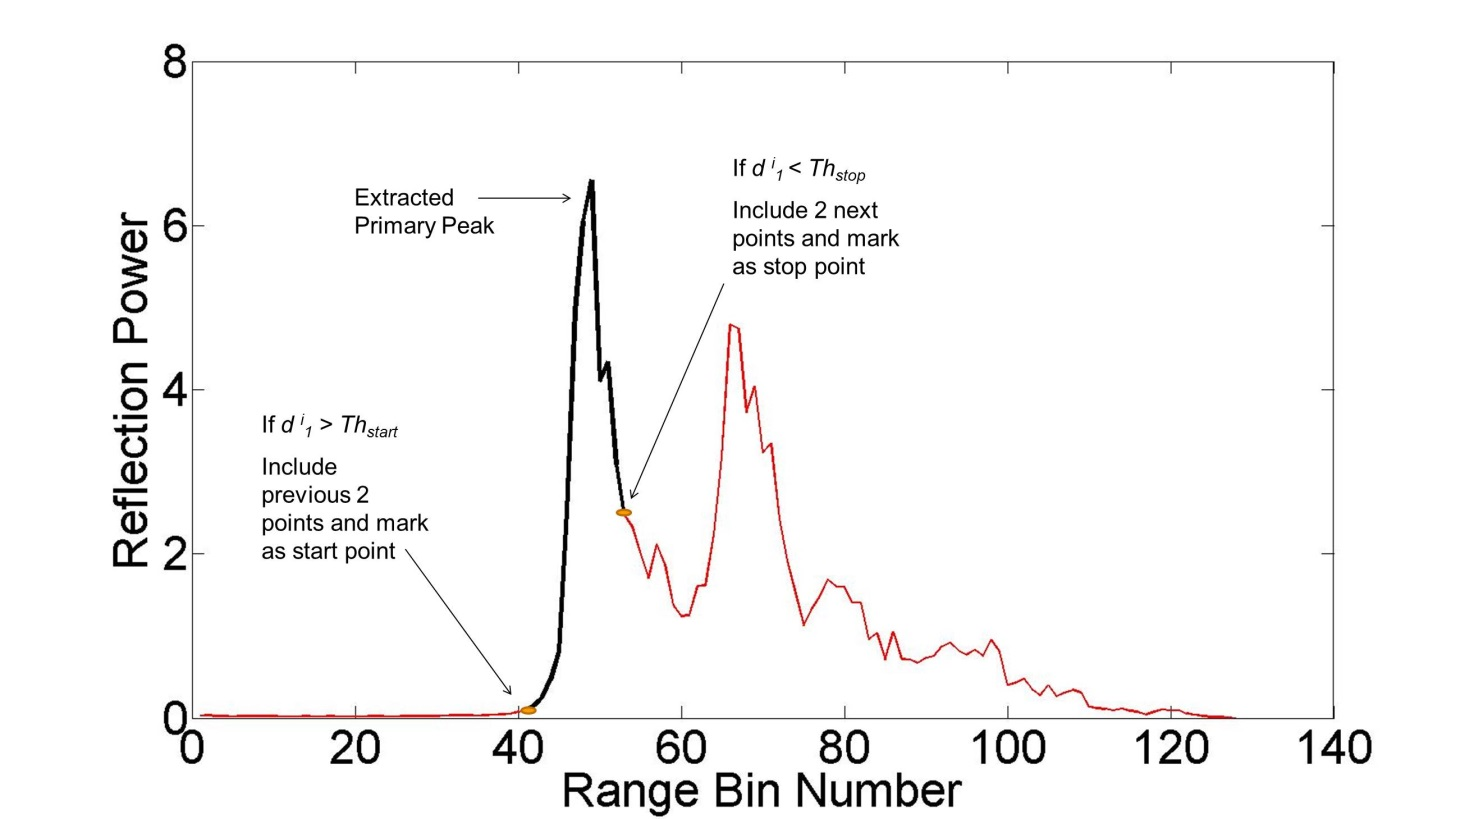 8
6
4
2
0
Reflection Power
Extracted
Primary Peak
If d i1 < Thstop
Include 2 next
points and mark
as stop point
If d i1 > Thstart
Include
previous 2
points and mark
as start point
0 20 40 60 80 100 120 140
Range Bin Number